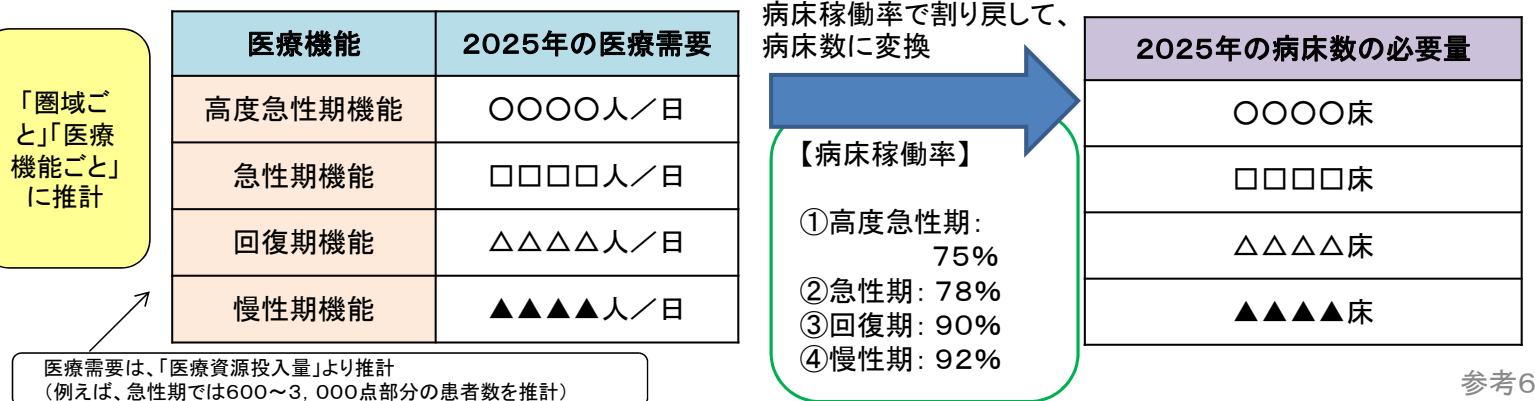 「圏域ご
と」「医療
機能ごと」
に推計
医療機能 2025年の医療需要
高度急性期機能 〇〇〇〇人／日
急性期機能 □□□□人／日
回復期機能 △△△△人／日
慢性期機能 ▲▲▲▲人／日
医療需要は、「医療資源投入量」より推計
（例えば、急性期では600～3，000点部分の患者数を推計）
病床稼働率で割り戻して、
病床数に変換
【病床稼働率】
①高度急性期：
75%
②急性期：78%
③回復期：90%
④慢性期：92%
2025年の病床数の必要量
〇〇〇〇床
□□□□床
△△△△床
▲▲▲▲床
参考6